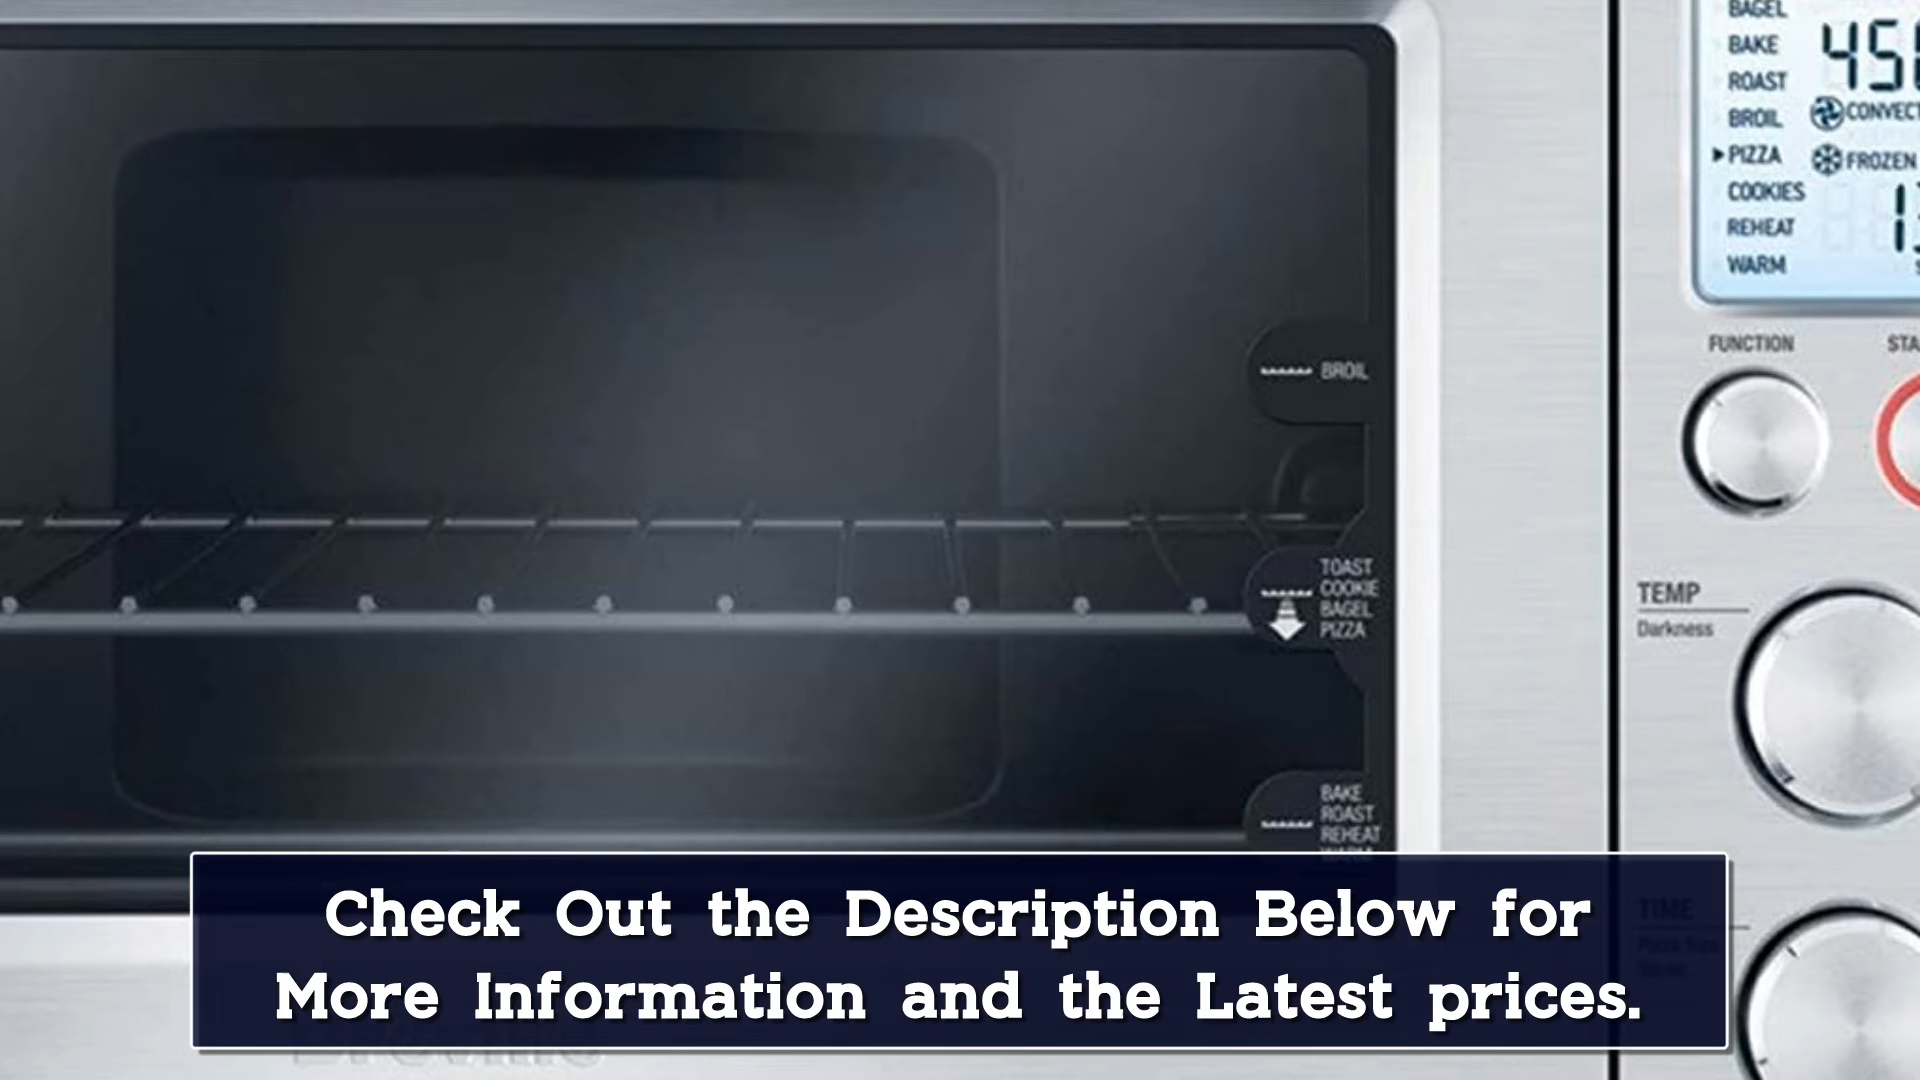 BAGEL
BAKE
ROAST
BROIL
PIZZA
COOKIES
REHEAT
WARM
FROZEN
FUNCTION
BROIL
TOAST
COOKIE
BAGEL
PIZZA
TEMP
Darkness
BAKE
ROAST
REHEAT
TIME
Check Out the Description Below for
More Information and the Latest prices.